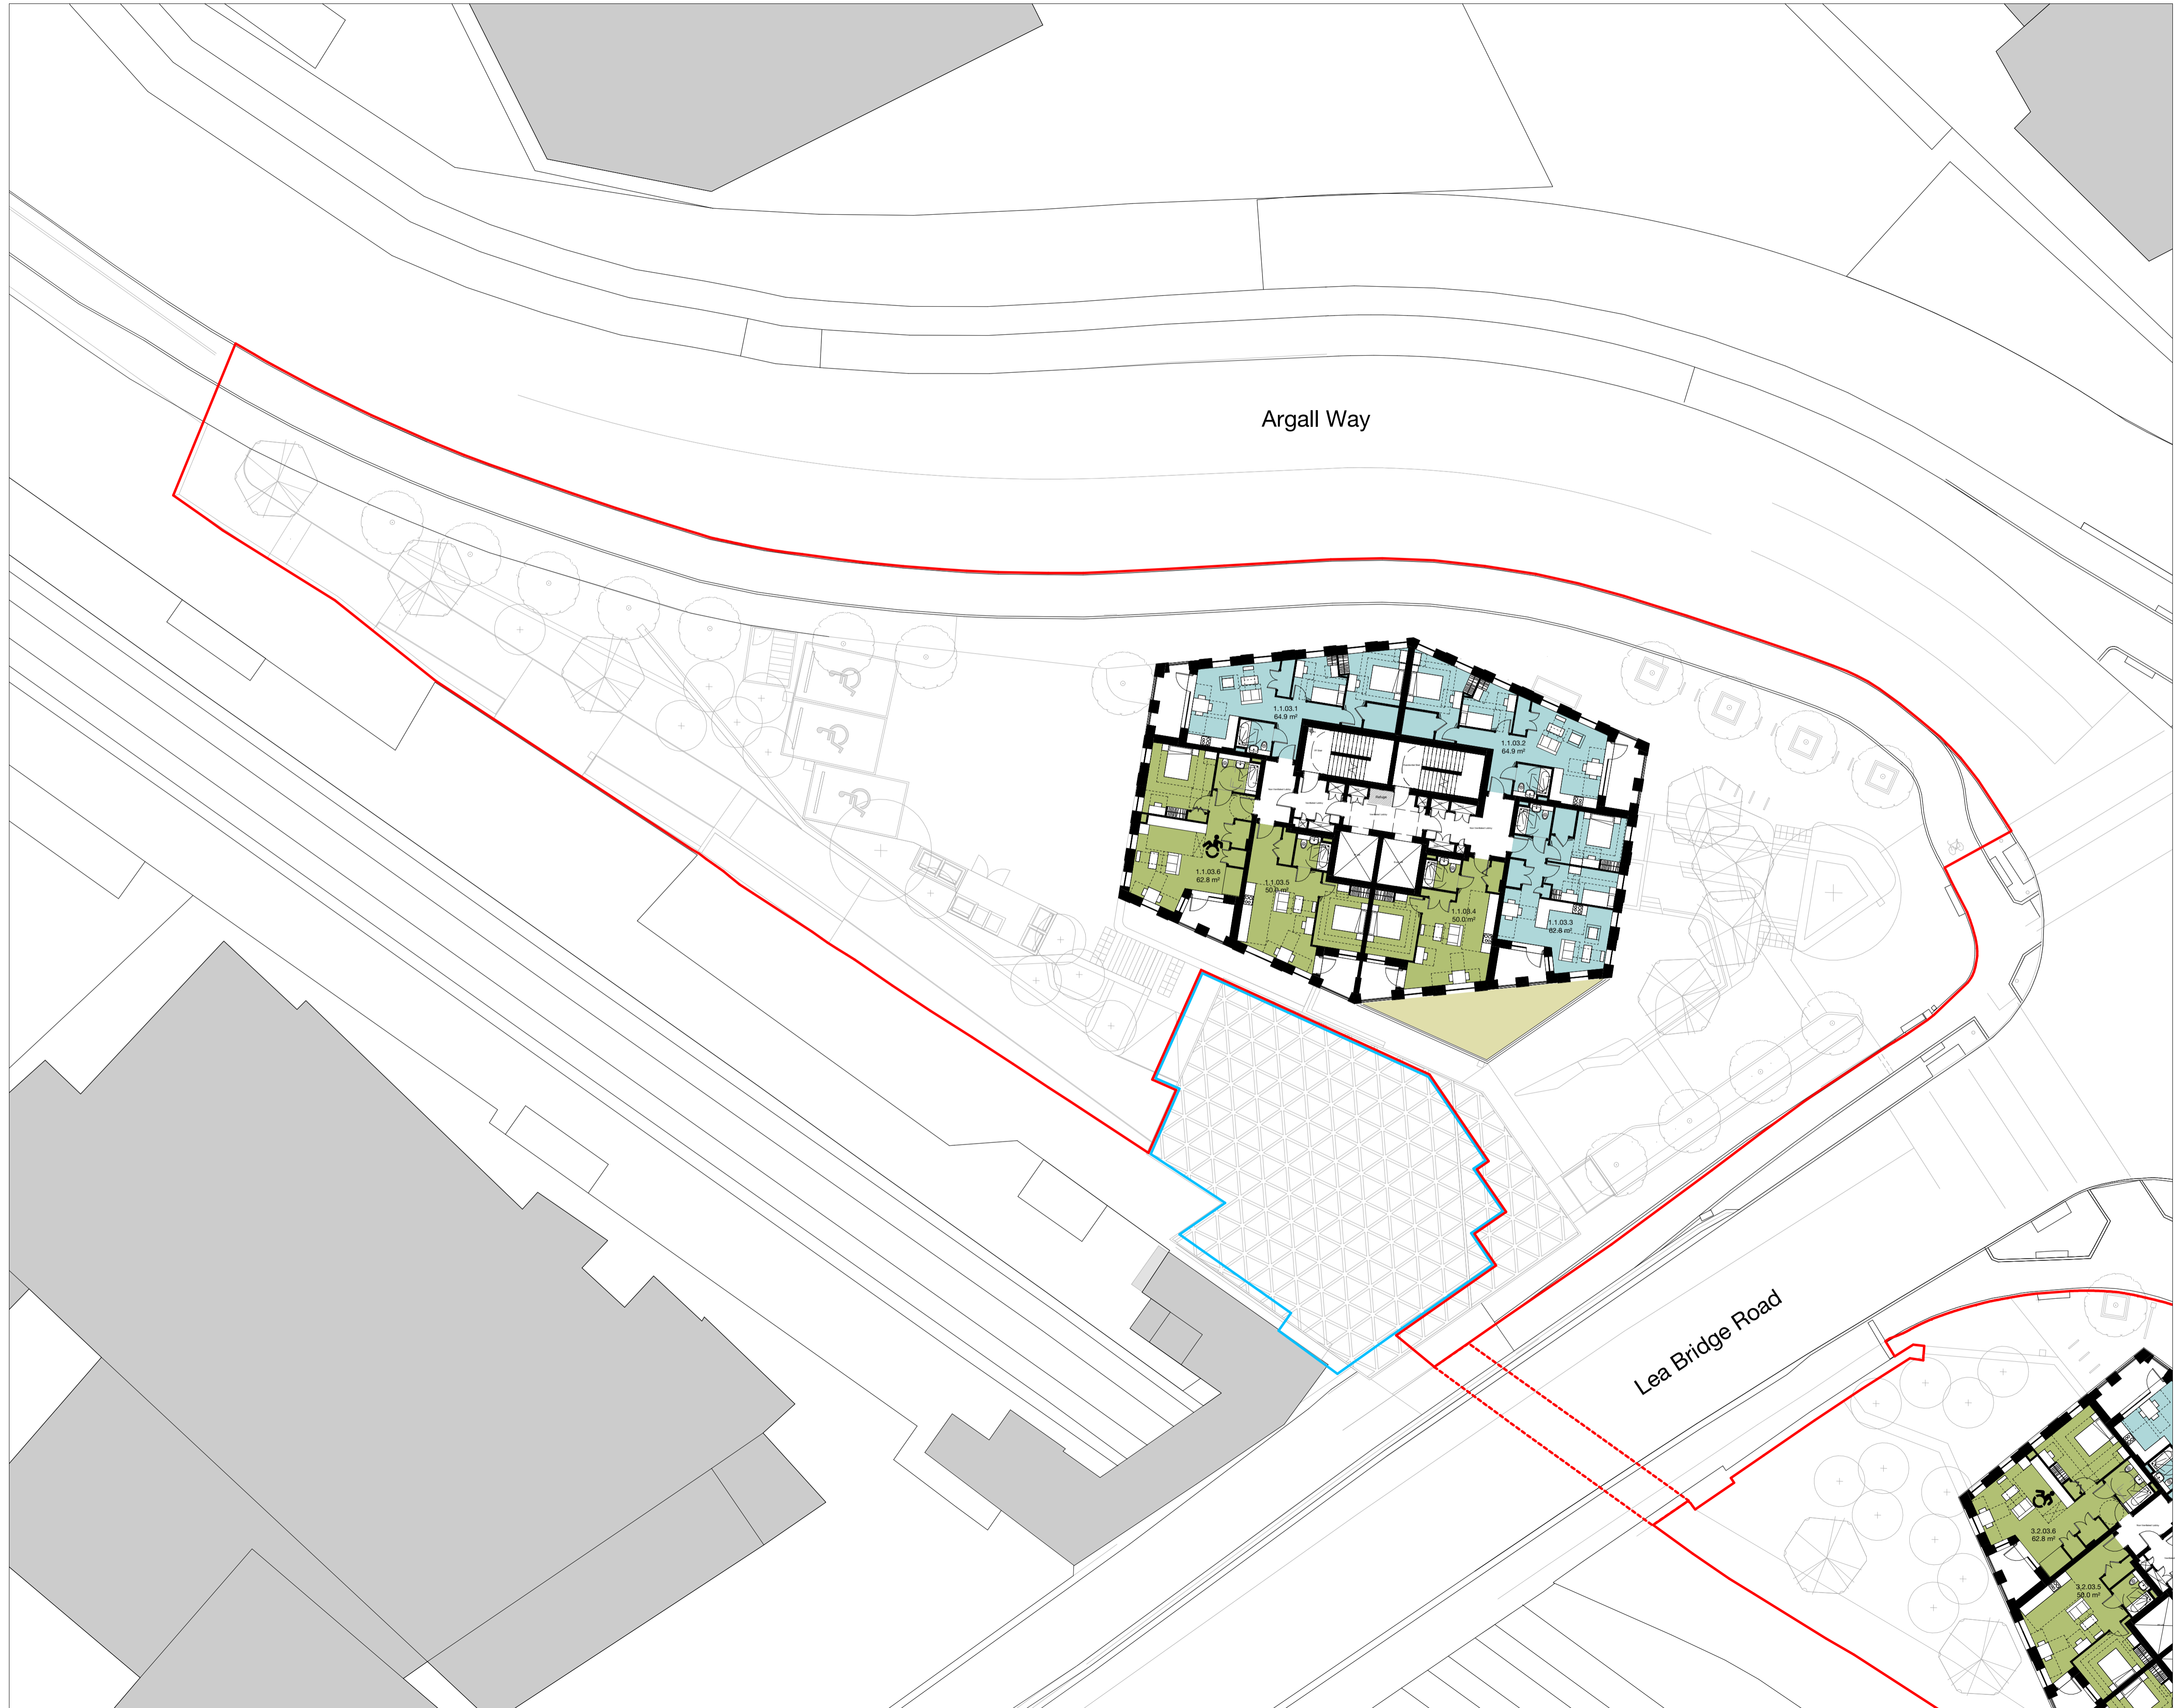 Argall Way
1.1.03.1
64.9 m²
1.1.03.2
64.9 m²
1.1.03.6
62.8 m²
1.1.03.5
50.0 m²
1.1.03.4
50.0 m²
1.1.03.3
62.8 m²
Lea Bridge Road
3.2.03.6
62.8 m²
3.2.03.5
50.0 m²